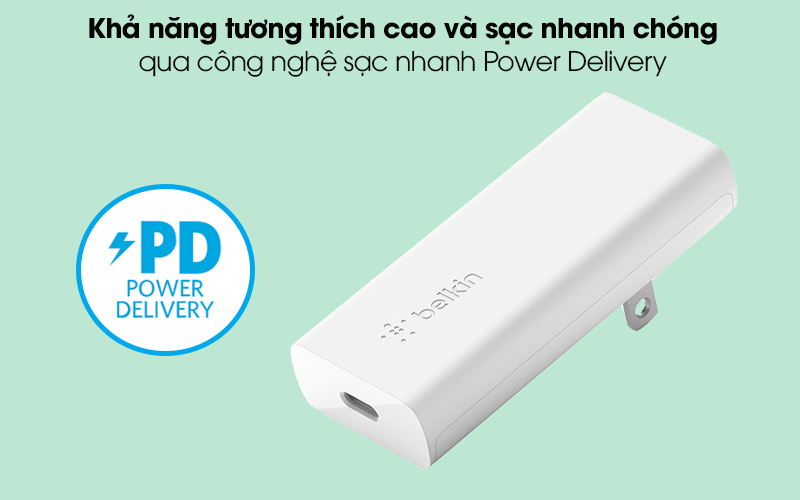 Khả năng tương thích cao và sạc nhanh chóng
qua công nghệ sạc nhanh Power Delivery
PD
POWER
DELIVERY
belkin